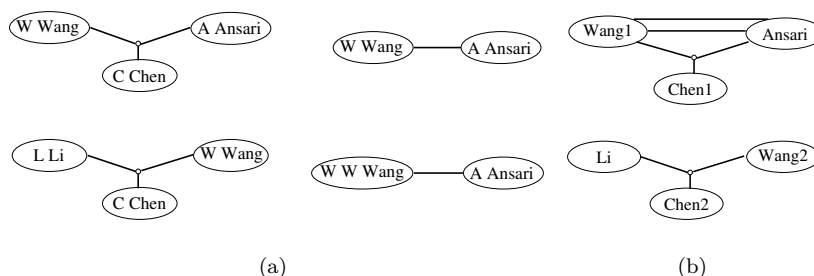 W Wang
A Ansari
C Chen
W Wang
A Ansari
Wang1
Ansari
Chen1
L Li
W Wang
C Chen
W W Wang
A Ansari
Li
Wang2
Chen2
(a)
(b)